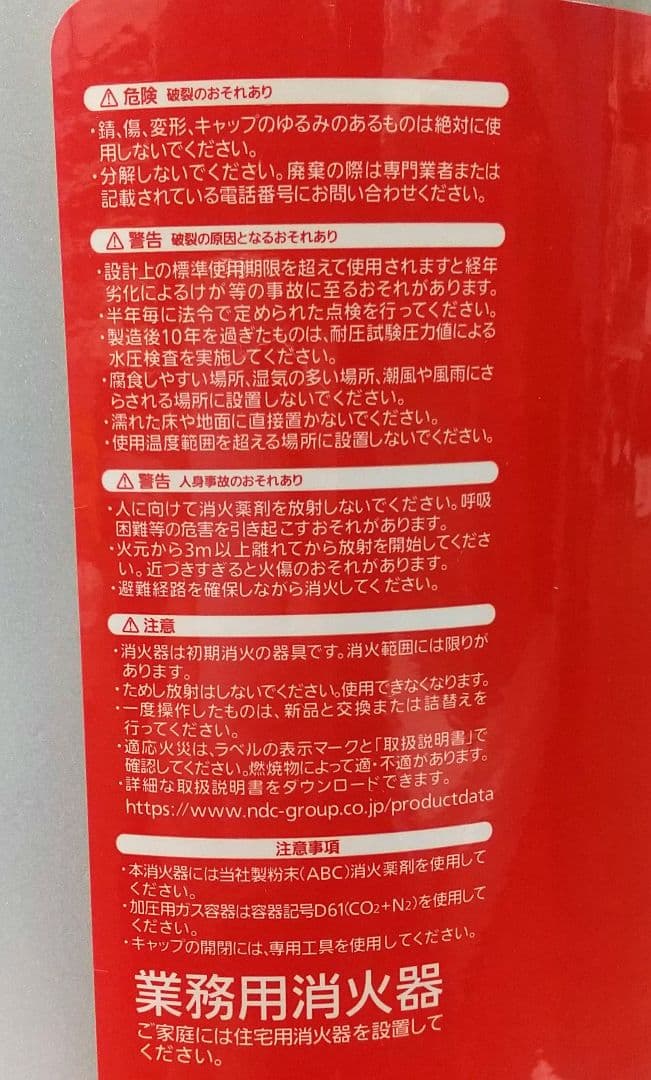 ⚠危険 破裂のおそれあり
・錆、傷、変形、キャップのゆるみのあるものは絶対に使
用しないでください。
・分解しないでください。廃棄の際は専門業者または
記載されている電話番号にお問い合わせください。
⚠警告 破裂の原因となるおそれあり
・設計上の標準使用期限を超えて使用されますと経年
劣化によるけが等の事故に至るおそれがあります。
・半年毎に法令で定められた点検を行ってください。
・製造後10年を過ぎたものは、耐圧試験圧力値による
水圧検査を実施してください。
・腐食しやすい場所、湿気の多い場所、潮風や風雨にさ
らされる場所に設置しないでください。
・濡れた床や地面に直接置かないでください。
・使用温度範囲を超える場所に設置しないでください。
⚠警告 人身事故のおそれあり
・人に向けて消火薬剤を放射しないでください。呼吸
困難等の危害を引き起こすおそれがあります。
・火元から3m以上離れてから放射を開始してくださ
い。近づきすぎると火傷のおそれがあります。
・避難経路を確保しながら消火してください。
⚠注意
・消火器は初期消火の器具です。消火範囲には限りが
あります。
・ためし放射はしないでください。使用できなくなります。
・一度操作したものは、新品と交換または詰替えを
行ってください。
・適応火災は、ラベルの表示マークと「取扱説明書」で
確認してください。燃焼物によって適・不適があります。
・詳細な取扱説明書をダウンロードできます。
https://www.ndc-group.co.jp/productdata
注意事項
・本消火器には当社製粉末(ABC)消火薬剤を使用して
ください。
・加圧用ガス容器は容器記号D61(CO2+N2)を使用して
ください。
・キャップの開閉には、専用工具を使用してください。
業務用消火器
ご家庭には住宅用消火器を設置して
ください。